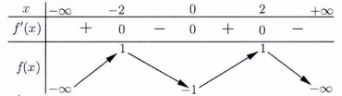 x −∞ −2 0 2 +∞
f′(x) + 0 − 0 + 0 −
1 1
f(x)
−∞ −1 −∞